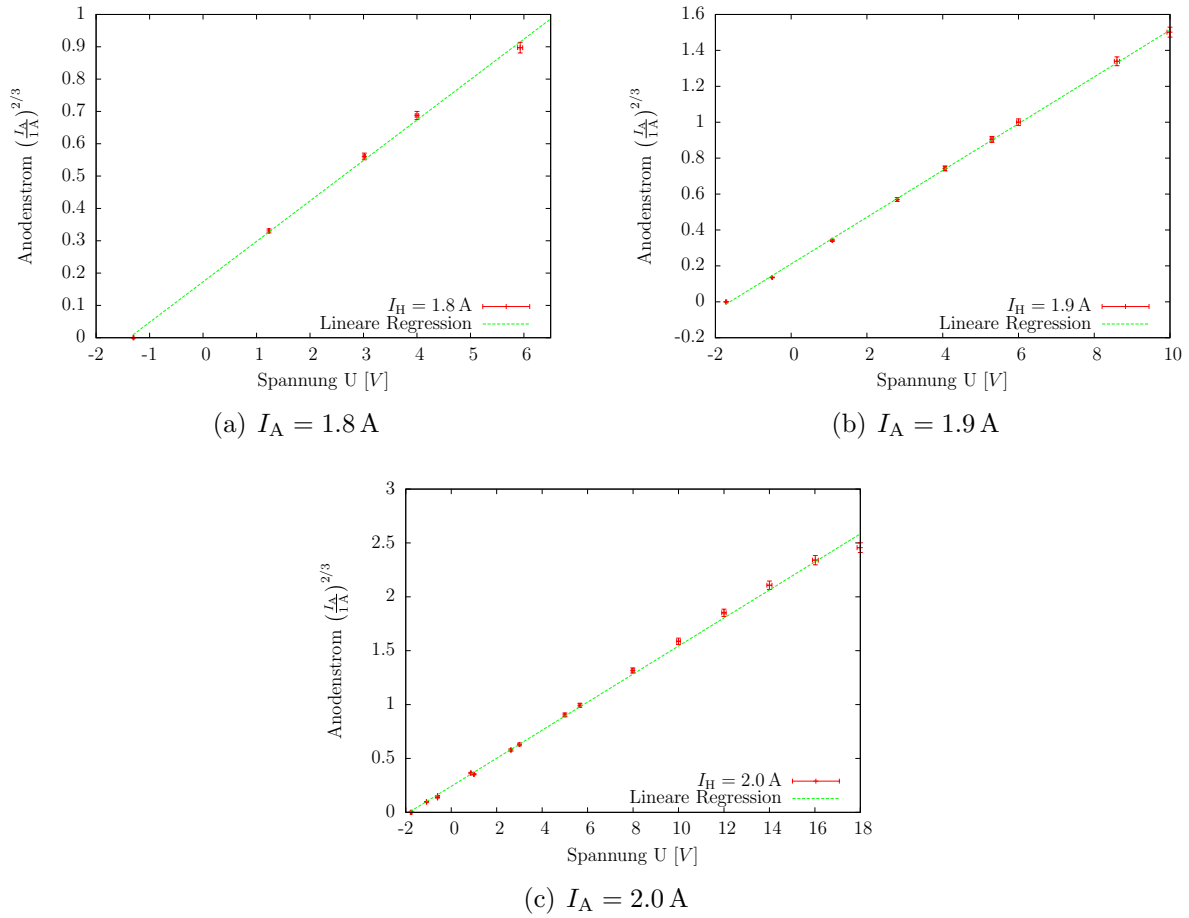 1
0.9
0.8
0.7
0.6
0.5
0.4
0.3
0.2
0.1
0
-2 -1 0 1 2 3 4 5 6
Anodenstrom (I_A/1 A)^{2/3}
Spannung U [V]
I_H = 1.8 A
Lineare Regression
(a) I_A = 1.8 A
1.6
1.4
1.2
1
0.8
0.6
0.4
0.2
0
-0.2
-2 0 2 4 6 8 10
Anodenstrom (I_A/1 A)^{2/3}
Spannung U [V]
I_H = 1.9 A
Lineare Regression
(b) I_A = 1.9 A
3
2.5
2
1.5
1
0.5
0
-2 0 2 4 6 8 10 12 14 16 18
Anodenstrom (I_A/1 A)^{2/3}
Spannung U [V]
I_H = 2.0 A
Lineare Regression
(c) I_A = 2.0 A